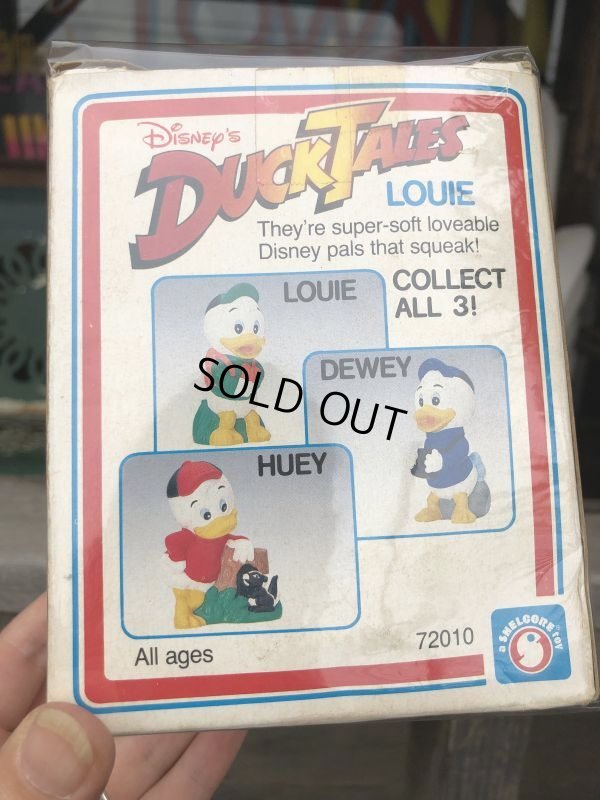 Disney's
DUCKTALES
LOUIE
They're super-soft loveable
Disney pals that squeak!
COLLECT
ALL 3!
LOUIE
DEWEY
SOLD OUT
HUEY
All ages
72010
a SHELCORE® toy